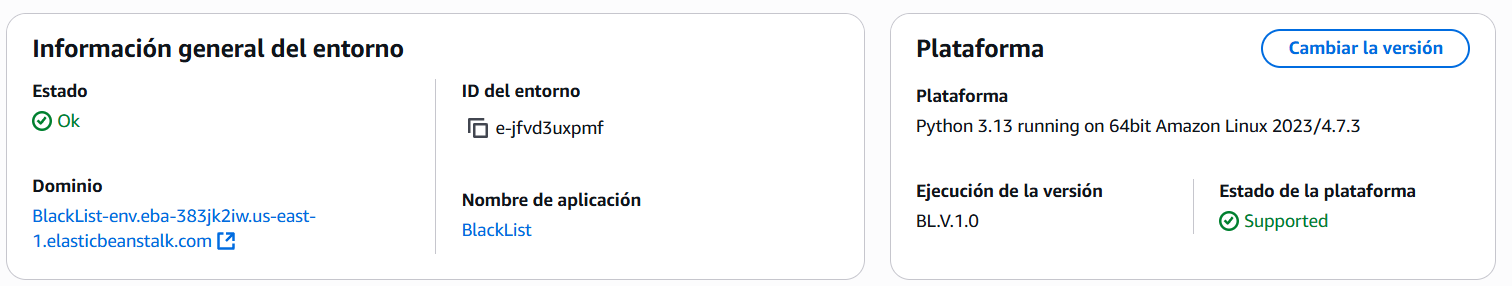 Información general del entorno
Estado
Ok
ID del entorno
e-jfvd3uxpmf
Dominio
BlackList-env.eba-383jk2iw.us-east-
1.elasticbeanstalk.com
Nombre de aplicación
BlackList
Plataforma
Cambiar la versión
Plataforma
Python 3.13 running on 64bit Amazon Linux 2023/4.7.3
Ejecución de la versión
BL.V.1.0
Estado de la plataforma
Supported